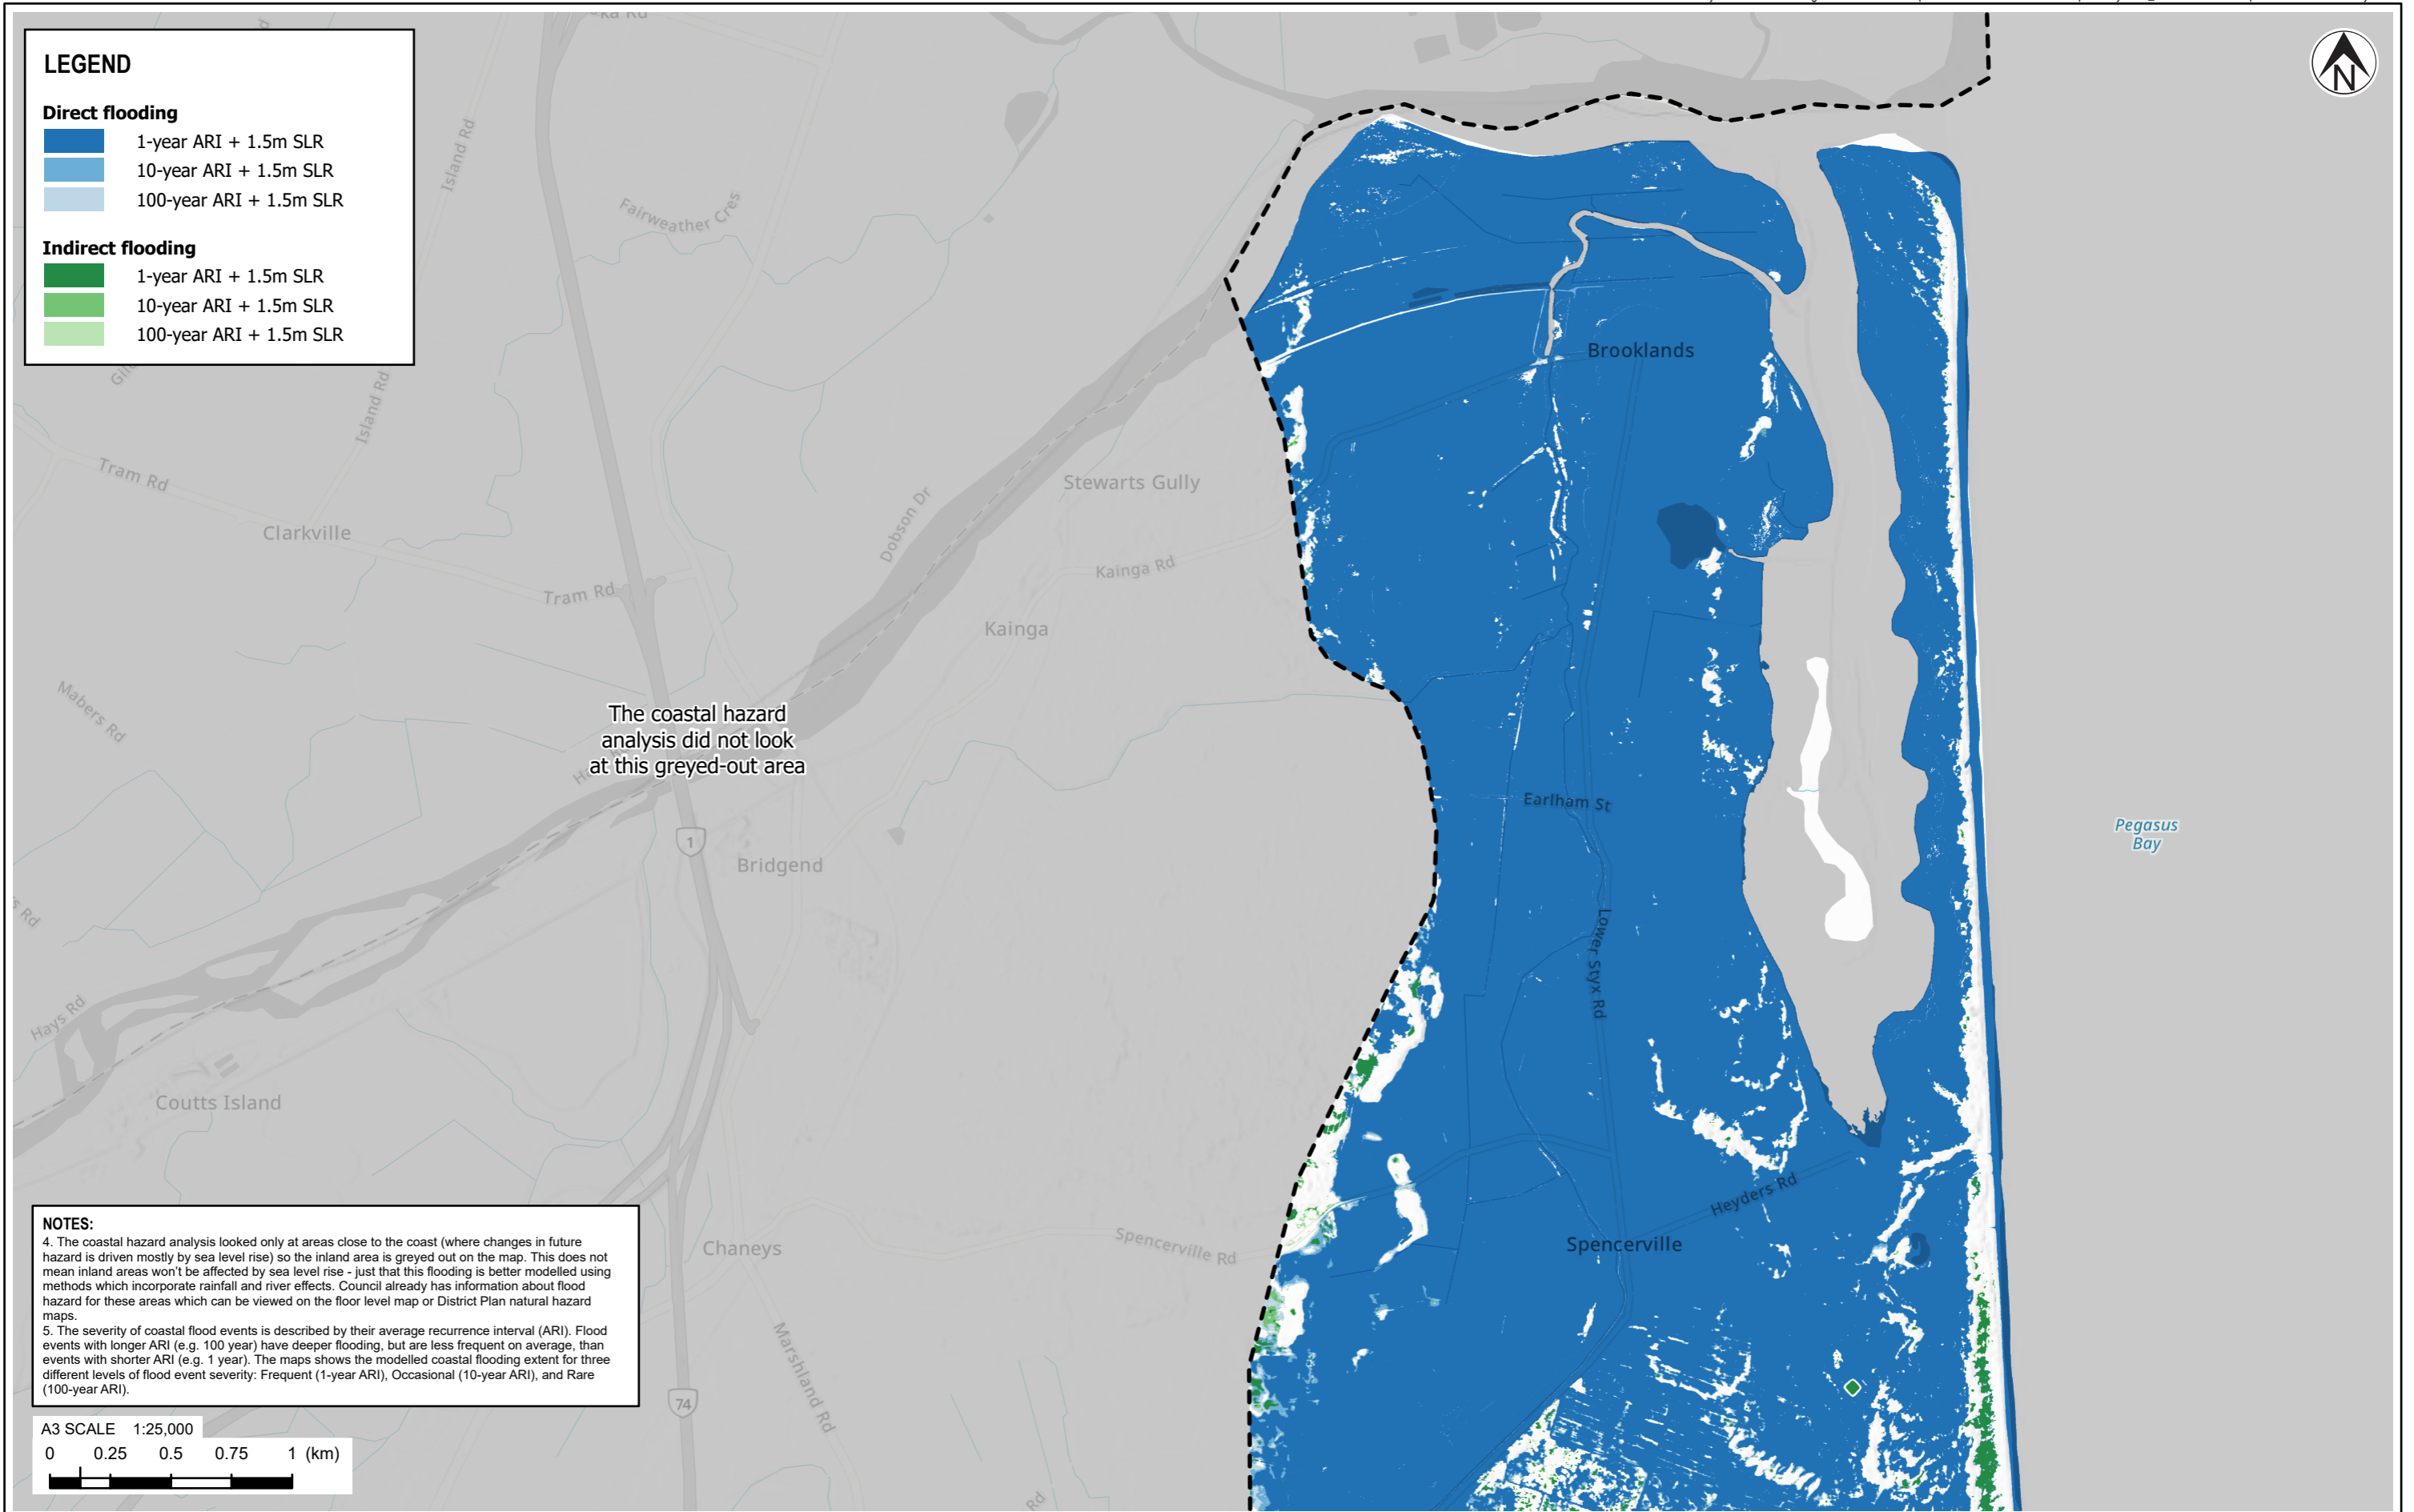 LEGEND
Direct flooding
1-year ARI + 1.5m SLR
10-year ARI + 1.5m SLR
100-year ARI + 1.5m SLR
Indirect flooding
1-year ARI + 1.5m SLR
10-year ARI + 1.5m SLR
100-year ARI + 1.5m SLR
N
Island Rd
Fairweather Cres
Island Rd
Brooklands
Tram Rd
Stewarts Gully
Dobson Dr
Clarkville
Kainga Rd
Tram Rd
Kainga
Mabers Rd
The coastal hazard
analysis did not look
at this greyed-out area
Earlham St
Pegasus
Bay
1
Bridgend
Rd
Lower Styx Rd
Hays Rd
Coutts Island
Heyders Rd
Chaneys
Spencerville Rd
Spencerville
Marshland Rd
74
Rd
NOTES:
4. The coastal hazard analysis looked only at areas close to the coast (where changes in future
hazard is driven mostly by sea level rise) so the inland area is greyed out on the map. This does not
mean inland areas won't be affected by sea level rise - just that this flooding is better modelled using
methods which incorporate rainfall and river effects. Council already has information about flood
hazard for these areas which can be viewed on the floor level map or District Plan natural hazard
maps.
5. The severity of coastal flood events is described by their average recurrence interval (ARI). Flood
events with longer ARI (e.g. 100 year) have deeper flooding, but are less frequent on average, than
events with shorter ARI (e.g. 1 year). The maps shows the modelled coastal flooding extent for three
different levels of flood event severity: Frequent (1-year ARI), Occasional (10-year ARI), and Rare
(100-year ARI).
A3 SCALE 1:25,000
0 0.25 0.5 0.75 1 (km)